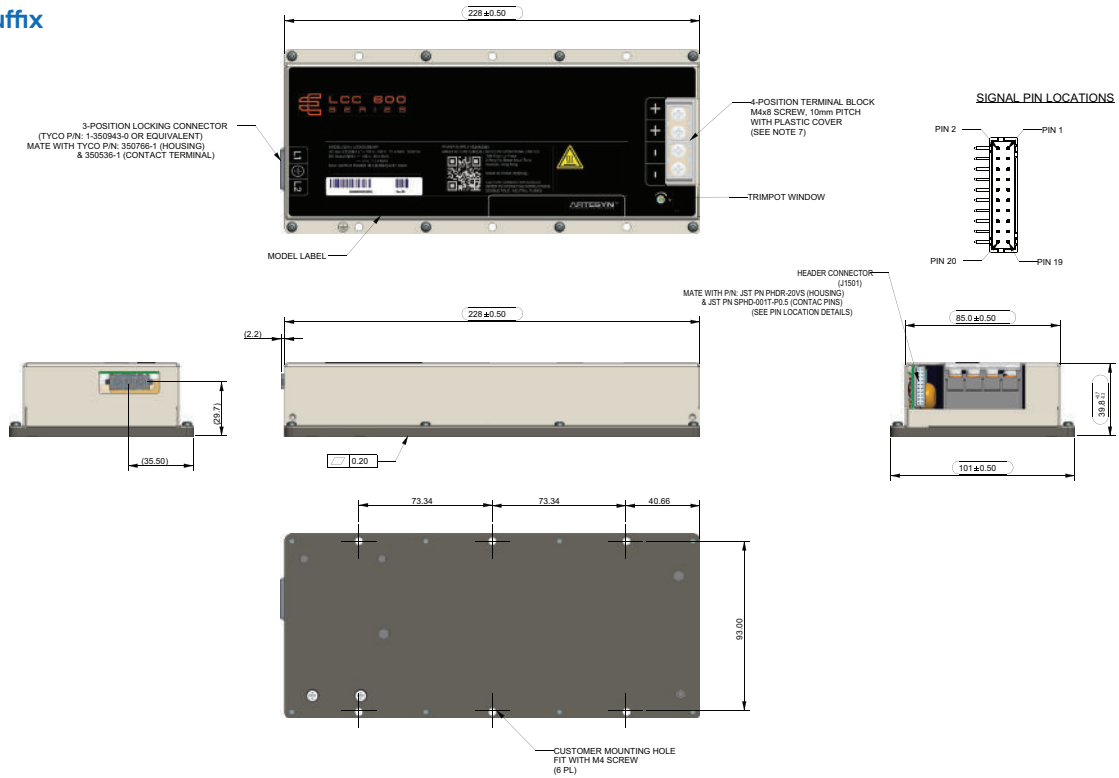 uffix
228±0.50
LCC 600
SERIES
3-POSITION LOCKING CONNECTOR
(TYCO P/N: 1-350943-0 OR EQUIVALENT)
MATE WITH TYCO P/N: 350766-1 (HOUSING)
& 350536-1 (CONTACT TERMINAL)
L1
L2
+
+
-
-
4-POSITION TERMINAL BLOCK
M4x8 SCREW, 10mm PITCH
WITH PLASTIC COVER
(SEE NOTE 7)
ARTESYN
TRIMPOT WINDOW
MODEL LABEL
SIGNAL PIN LOCATIONS
PIN 2
PIN 1
PIN 20
PIN 19
HEADER CONNECTOR
(J1501)
MATE WITH P/N: JST PN PHDR-20VS (HOUSING)
& JST PN SPHD-001T-P0.5 (CONTAC PINS)
(SEE PIN LOCATION DETAILS)
228±0.50
(2.2)
85.0±0.50
(29.7)
(35.50)
0.20
39.8
101±0.50
73.34
73.34
40.66
93.00
CUSTOMER MOUNTING HOLE
FIT WITH M4 SCREW
(6 PL)